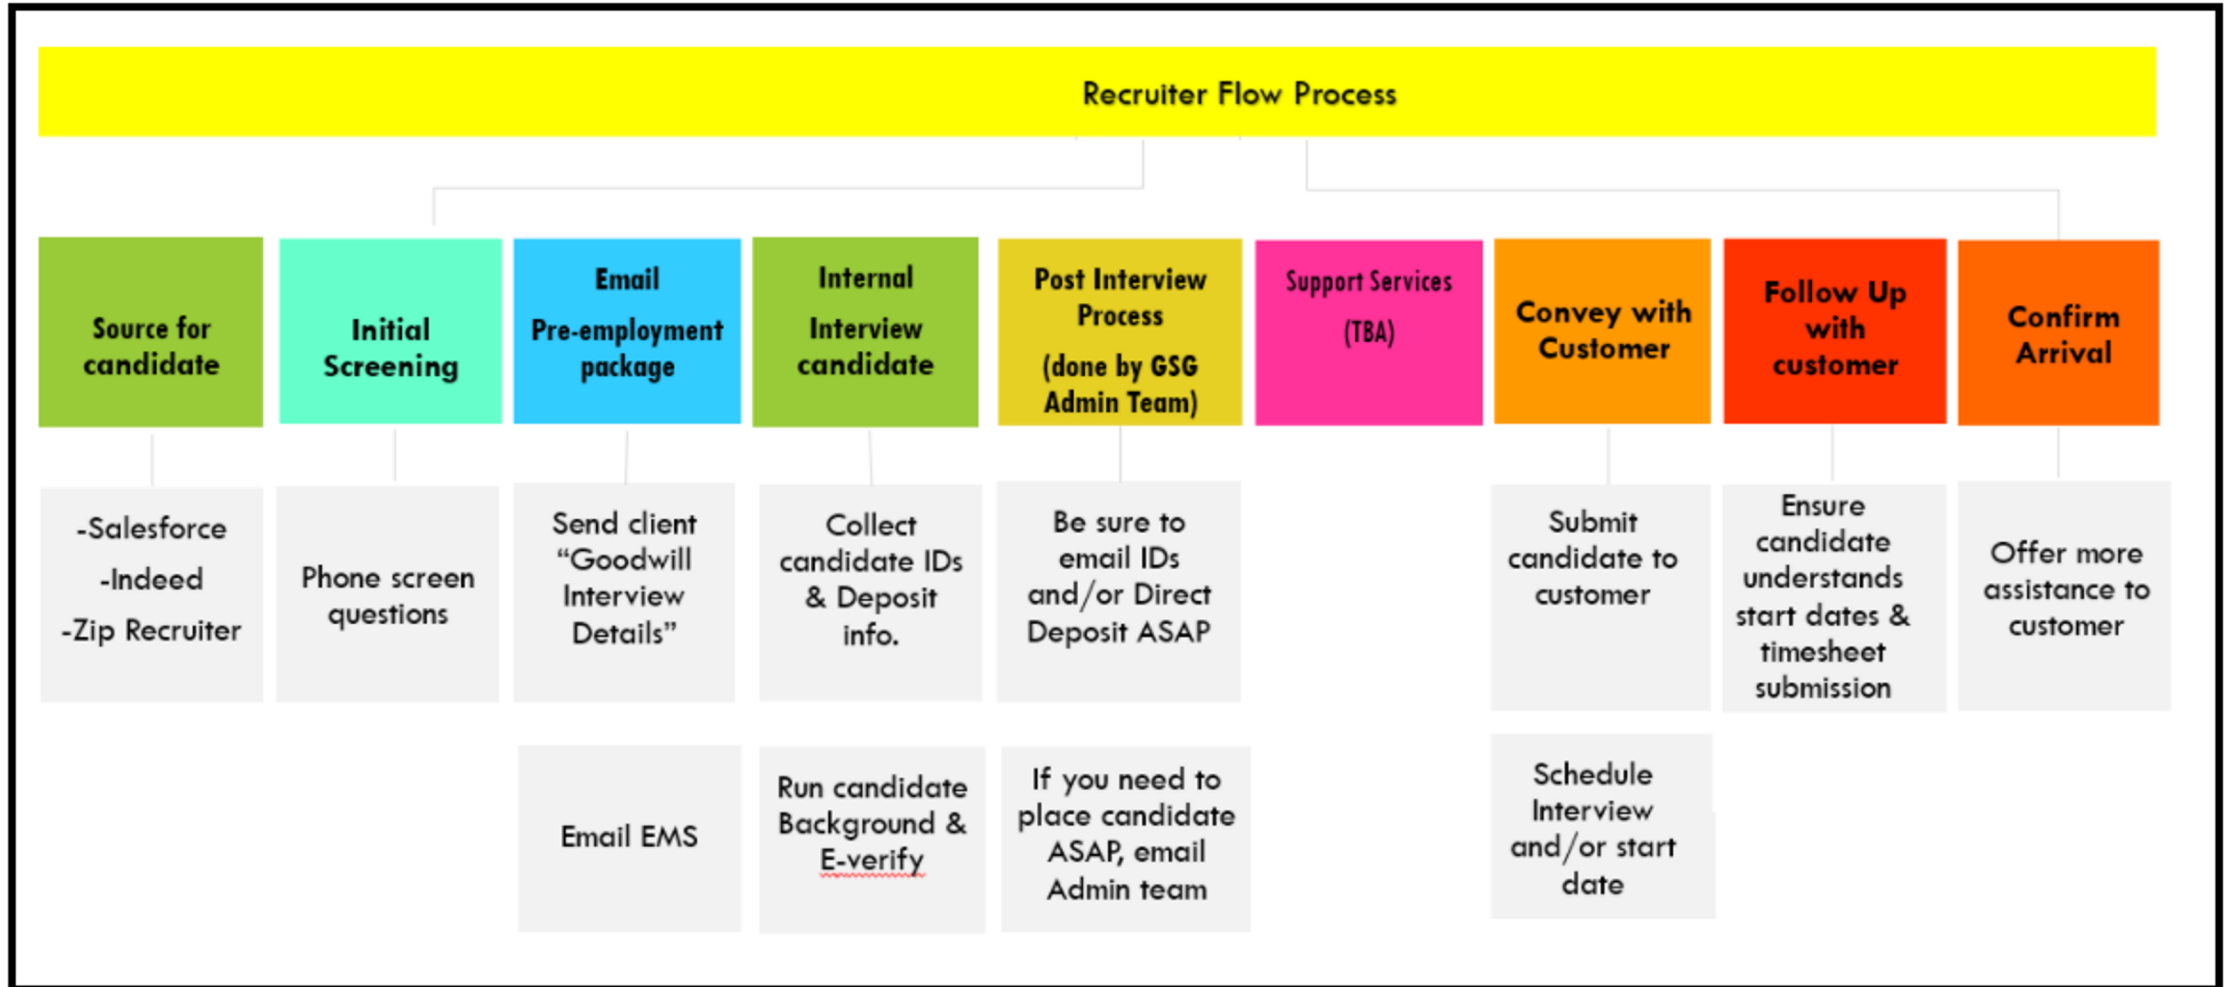 Recruiter Flow Process
Source for
candidate
Initial
Screening
Email
Pre-employment
package
Internal
Interview
candidate
Post Interview
Process
(done by GSG
Admin Team)
Support Services
(TBA)
Convey with
Customer
Follow Up
with
customer
Confirm
Arrival
-Salesforce
-Indeed
-Zip Recruiter
Phone screen
questions
Send client
“Goodwill
Interview
Details”
Collect
candidate IDs
& Deposit
info.
Be sure to
email IDs
and/or Direct
Deposit ASAP
Submit
candidate to
customer
Ensure
candidate
understands
start dates &
timesheet
submission
Offer more
assistance to
customer
Email EMS
Run candidate
Background &
E-verify
If you need to
place candidate
ASAP, email
Admin team
Schedule
Interview
and/or start
date